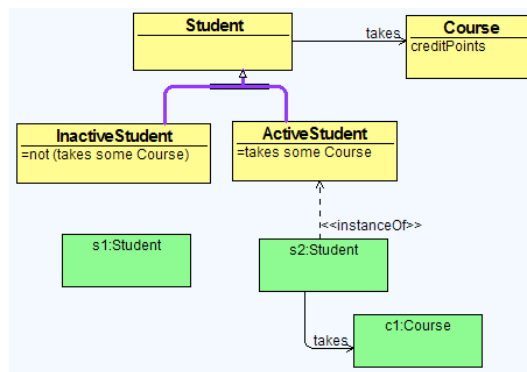 Student
takes
Course
creditPoints
InactiveStudent
=not (takes some Course)
ActiveStudent
=takes some Course
<<instanceOf>>
s1:Student
s2:Student
takes
c1:Course